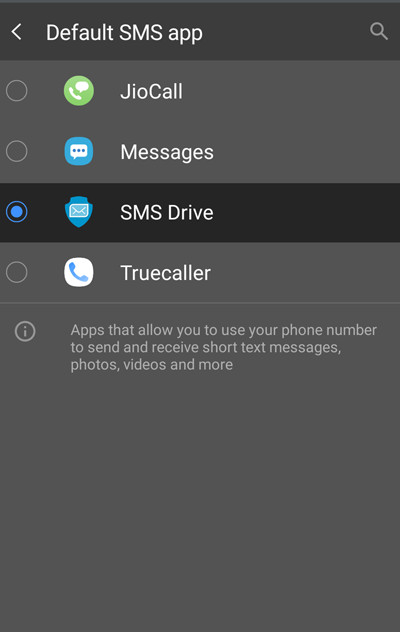 Default SMS app
JioCall
Messages
SMS Drive
Truecaller
Apps that allow you to use your phone number
to send and receive short text messages,
photos, videos and more